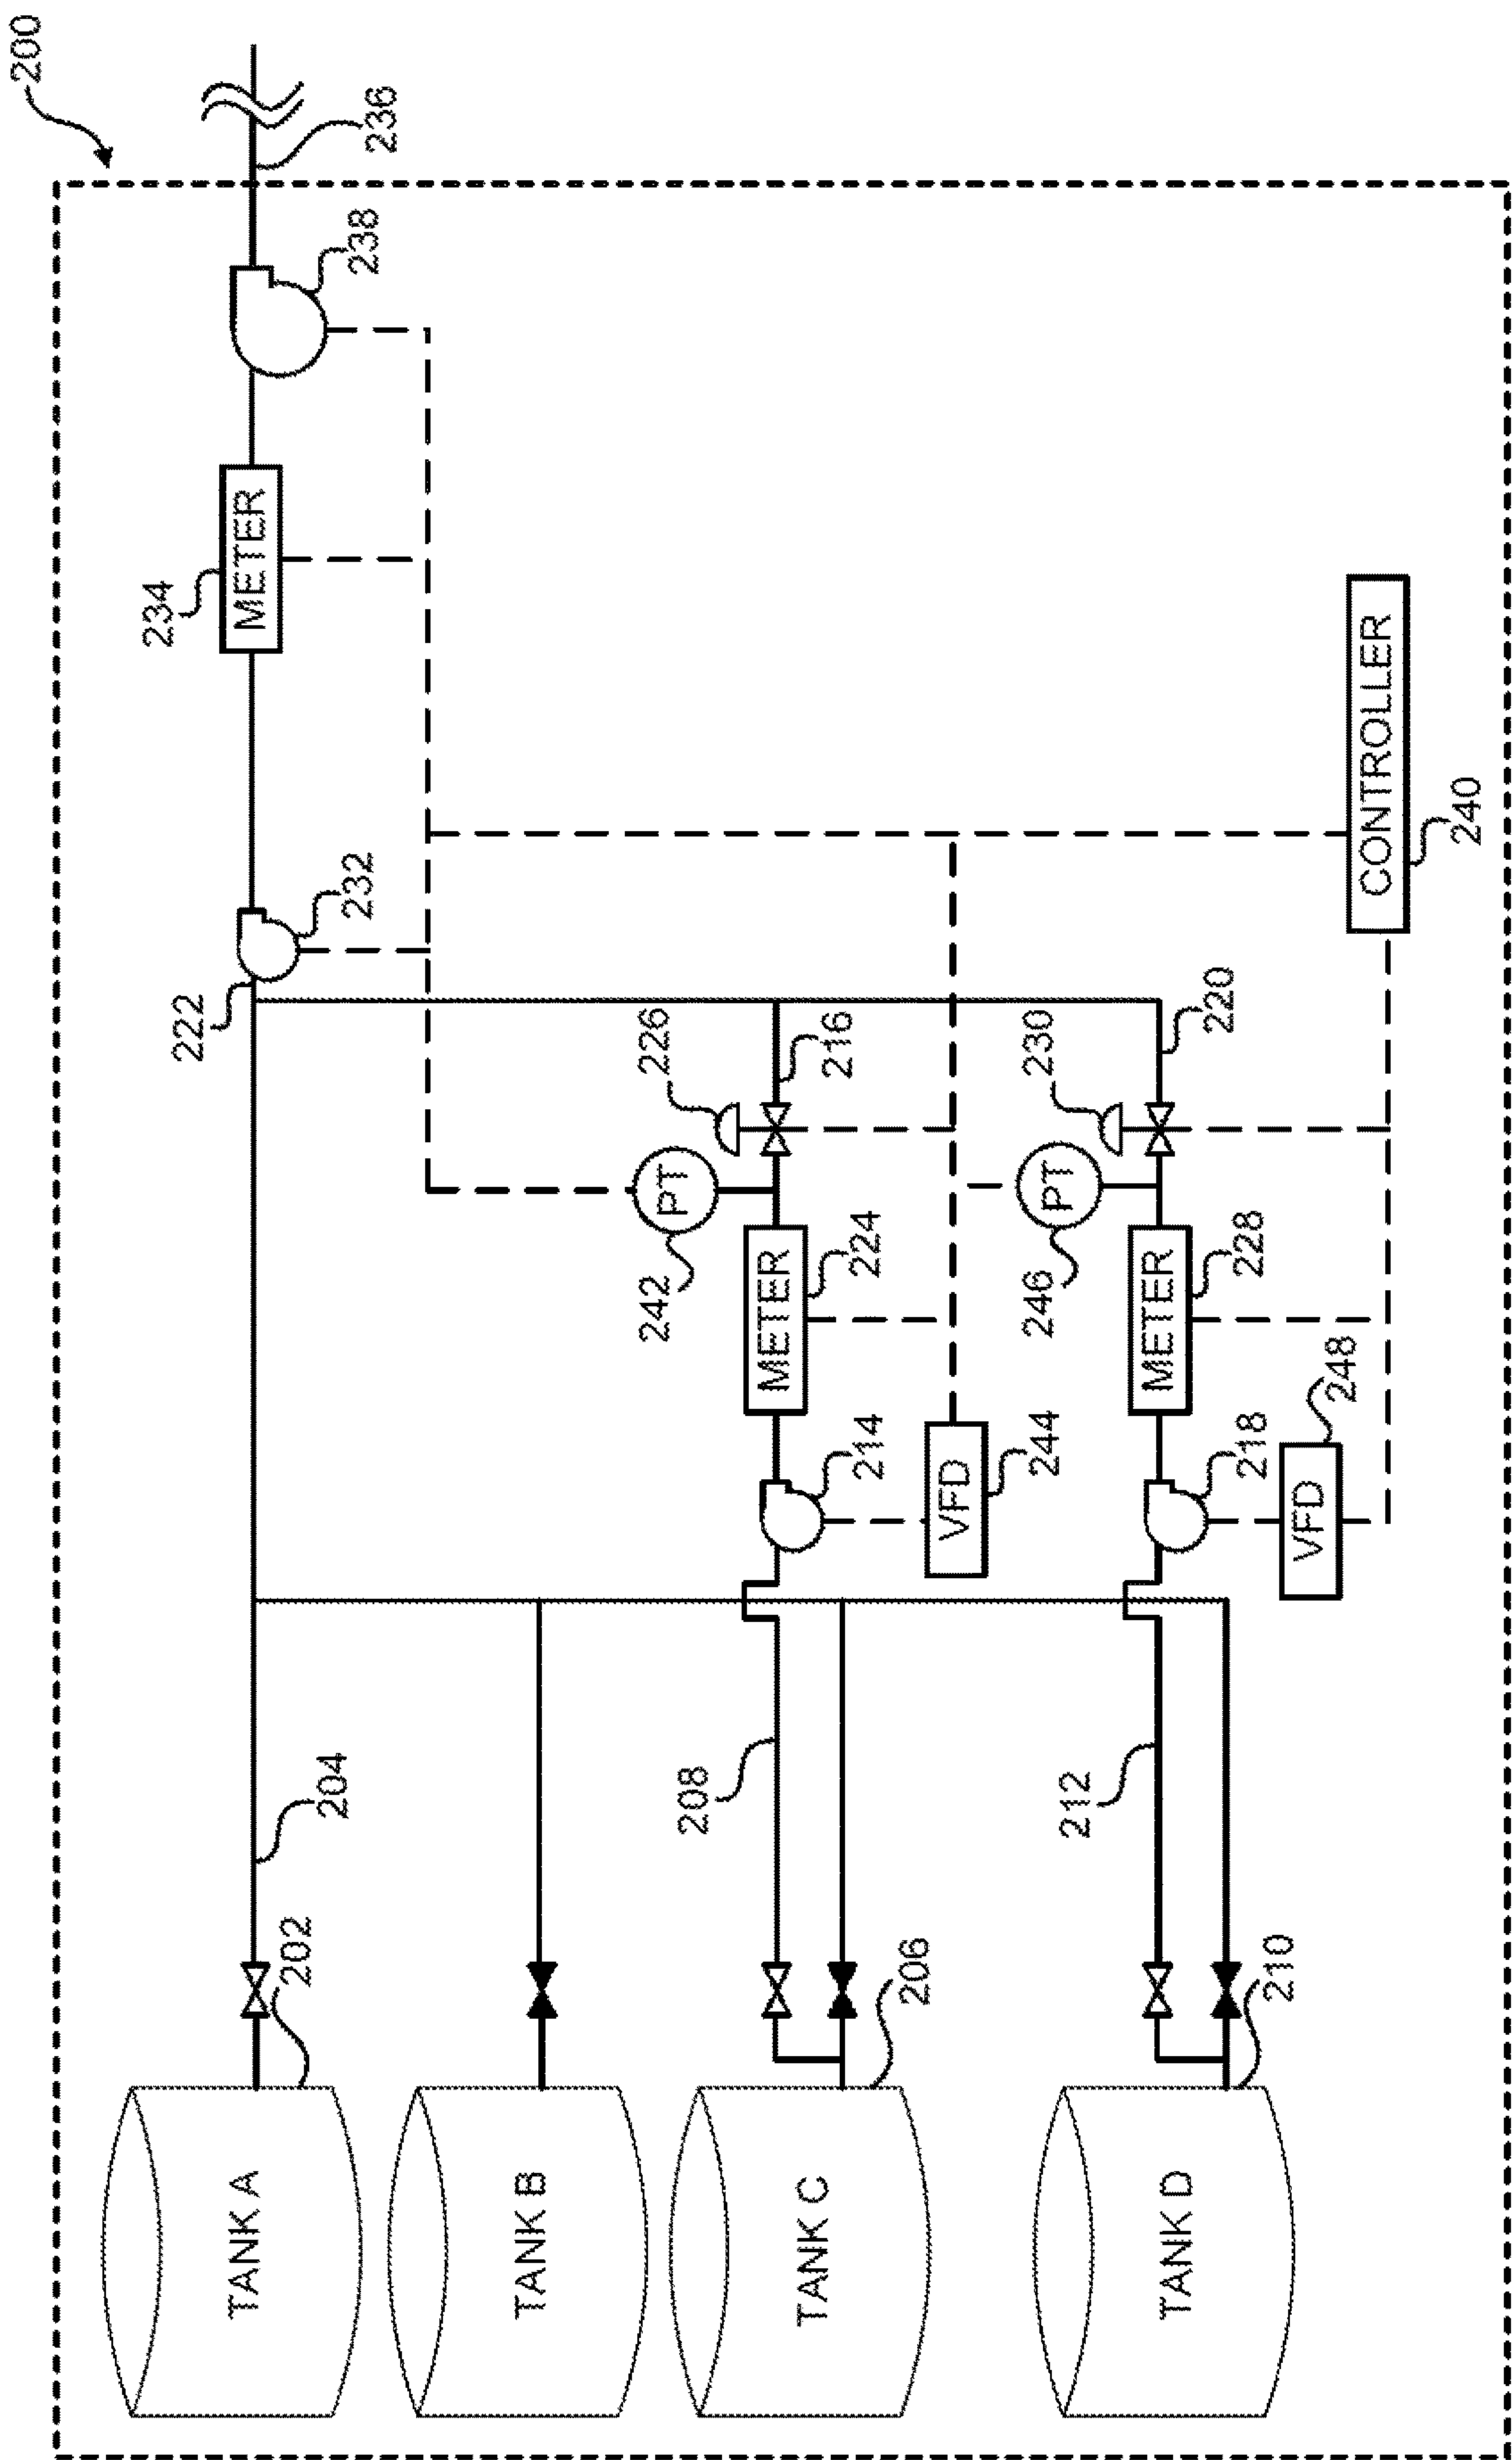 200
236
238
METER
234
232
222
CONTROLLER
240
226
216
230
220
PT
242
PT
246
METER
224
METER
228
214
VFD
244
218
VFD
248
204
208
212
202
206
210
TANK A
TANK B
TANK C
TANK D